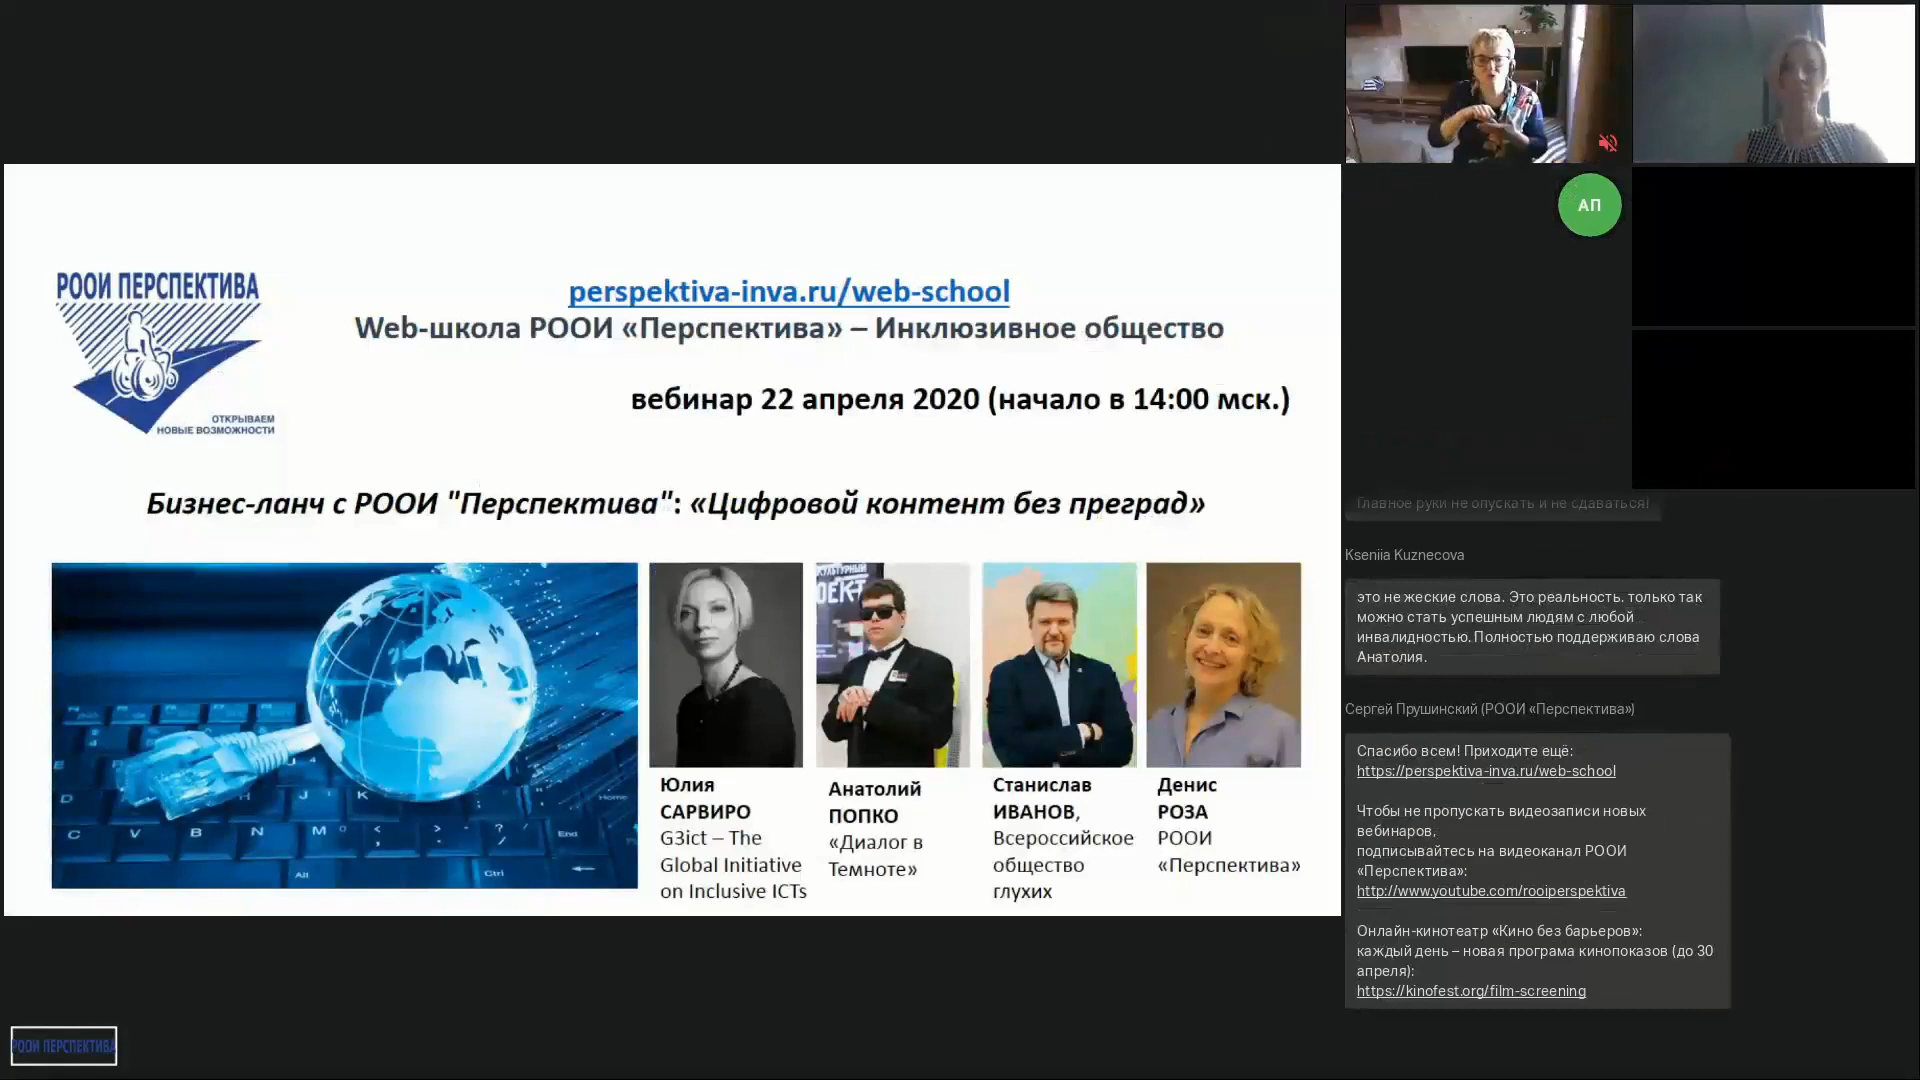 РООИ ПЕРСПЕКТИВА
ОТКРЫВАЕМ
НОВЫЕ ВОЗМОЖНОСТИ
perspektiva-inva.ru/web-school
Web-школа РООИ «Перспектива» – Инклюзивное общество
вебинар 22 апреля 2020 (начало в 14:00 мск.)
Бизнес-ланч с РООИ "Перспектива": «Цифровой контент без преград»
Юлия
САРВИРО
G3ict – The
Global Initiative
on Inclusive ICTs
Анатолий
ПОПКО
«Диалог в
Темноте»
Станислав
ИВАНОВ,
Всероссийское
общество
глухих
Денис
РОЗА
РООИ
«Перспектива»
РООИ ПЕРСПЕКТИВА
АП
Главное руки не опускать и не сдаваться!
Kseniia Kuznecova
это не жеские слова. Это реальность. только так
можно стать успешным людям с любой
инвалидностью. Полностью поддерживаю слова
Анатолия.
Сергей Прушинский (РООИ «Перспектива»)
Спасибо всем! Приходите ещё:
https://perspektiva-inva.ru/web-school
Чтобы не пропускать видеозаписи новых
вебинаров,
подписывайтесь на видеоканал РООИ
«Перспектива»:
http://www.youtube.com/rooiperspektiva
Онлайн-кинотеатр «Кино без барьеров»:
каждый день – новая програма кинопоказов (до 30
апреля):
https://kinofest.org/film-screening